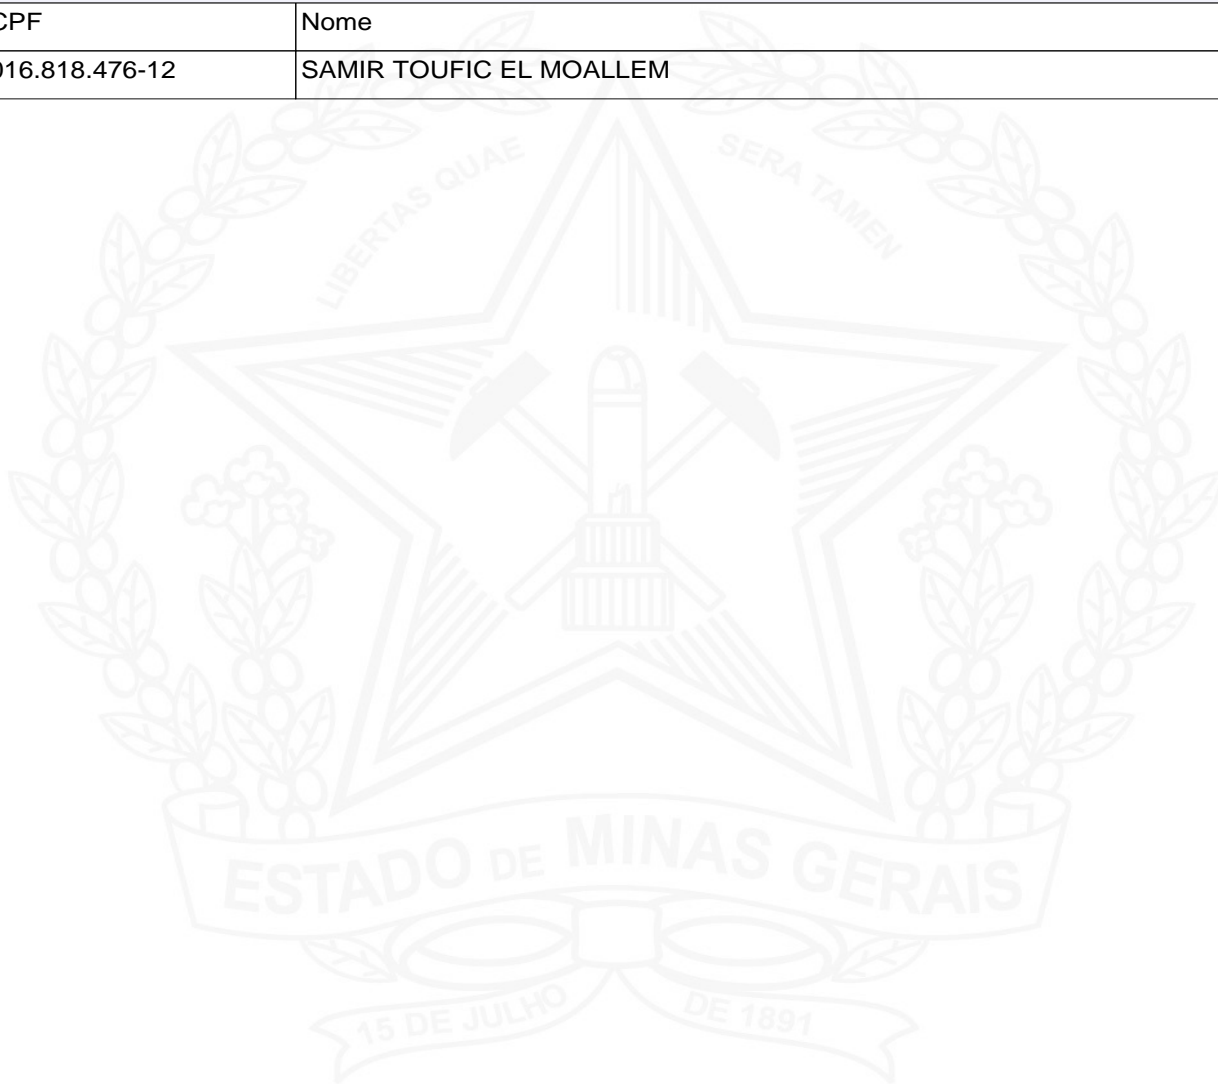 CPF Nome
016.818.476-12 SAMIR TOUFIC EL MOALLEM
LIBERTAS QUAE SERA TAMEN
ESTADO DE MINAS GERAIS
15 DE JULHO DE 1891